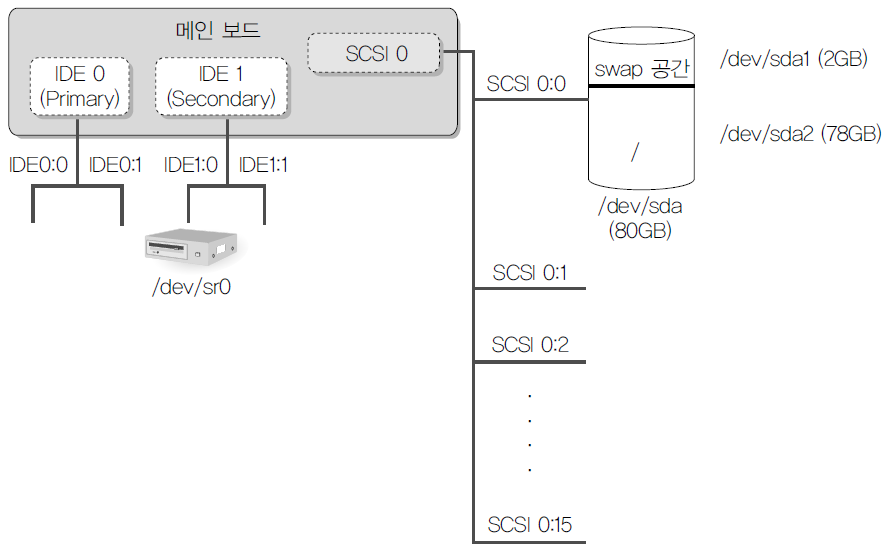 메인 보드
SCSI 0
IDE 0
(Primary)
IDE 1
(Secondary)
IDE0:0
IDE0:1
IDE1:0
IDE1:1
/dev/sr0
SCSI 0:0
swap 공간
/
/dev/sda1 (2GB)
/dev/sda2 (78GB)
/dev/sda
(80GB)
SCSI 0:1
SCSI 0:2
.
.
.
.
SCSI 0:15